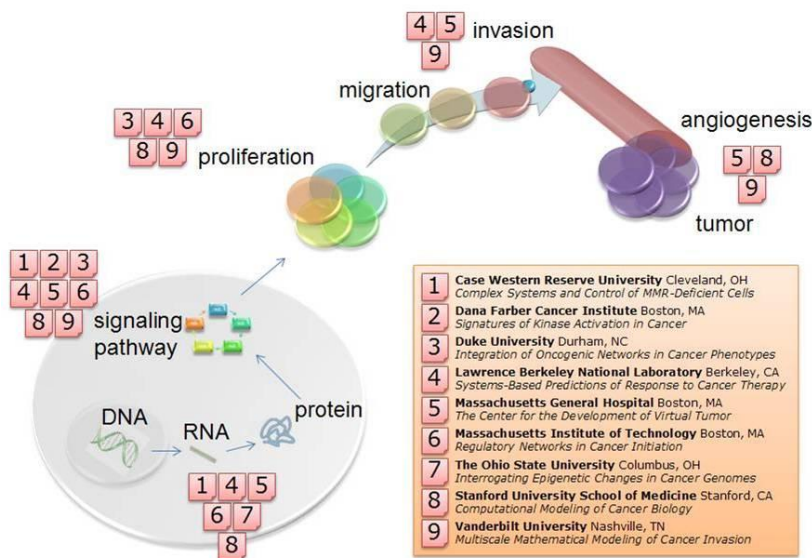 4 5 invasion
9
migration
3 4 6
8 9 proliferation
angiogenesis
5 8
9
tumor
1 2 3
4 5 6
8 9
signaling
pathway
DNA
RNA
protein
1 4 5
6 7
8
1 Case Western Reserve University Cleveland, OH
Complex Systems and Control of MMR-Deficient Cells
2 Dana Farber Cancer Institute Boston, MA
Signatures of Kinase Activation in Cancer
3 Duke University Durham, NC
Integration of Oncogenic Networks in Cancer Phenotypes
4 Lawrence Berkeley National Laboratory Berkeley, CA
Systems-Based Predictions of Response to Cancer Therapy
5 Massachusetts General Hospital Boston, MA
The Center for the Development of Virtual Tumor
6 Massachusetts Institute of Technology Boston, MA
Regulatory Networks in Cancer Initiation
7 The Ohio State University Columbus, OH
Interrogating Epigenetic Changes in Cancer Genomes
8 Stanford University School of Medicine Stanford, CA
Computational Modeling of Cancer Biology
9 Vanderbilt University Nashville, TN
Multiscale Mathematical Modeling of Cancer Invasion